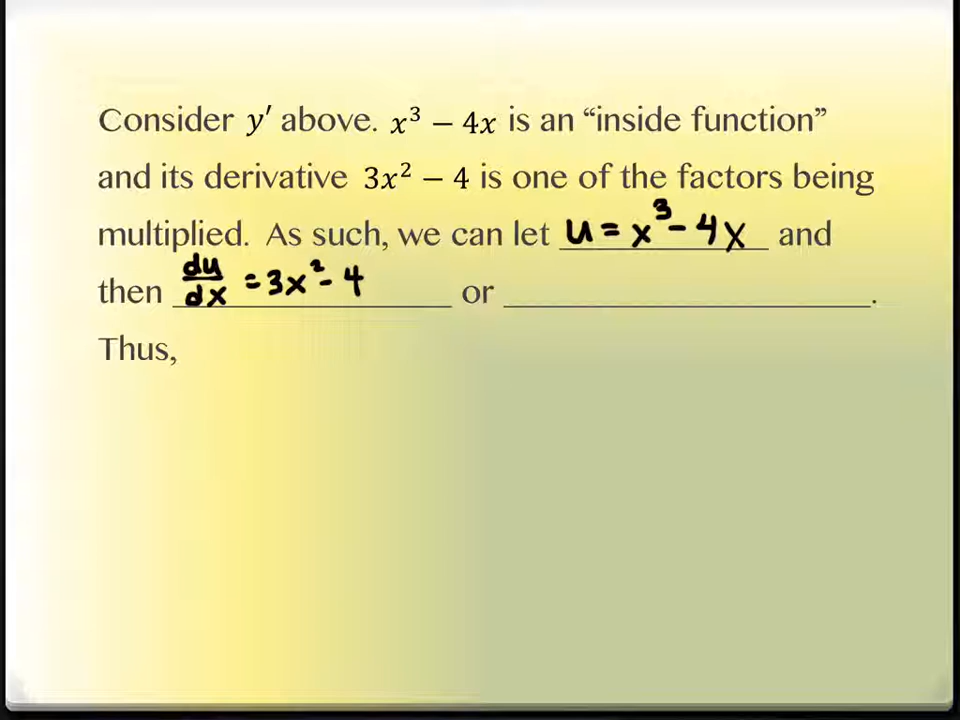 Consider y′ above. x³ − 4x is an “inside function”
and its derivative 3x² − 4 is one of the factors being
multiplied. As such, we can let u = x³ - 4x and
then du/dx = 3x² - 4 or ____________________.
Thus,